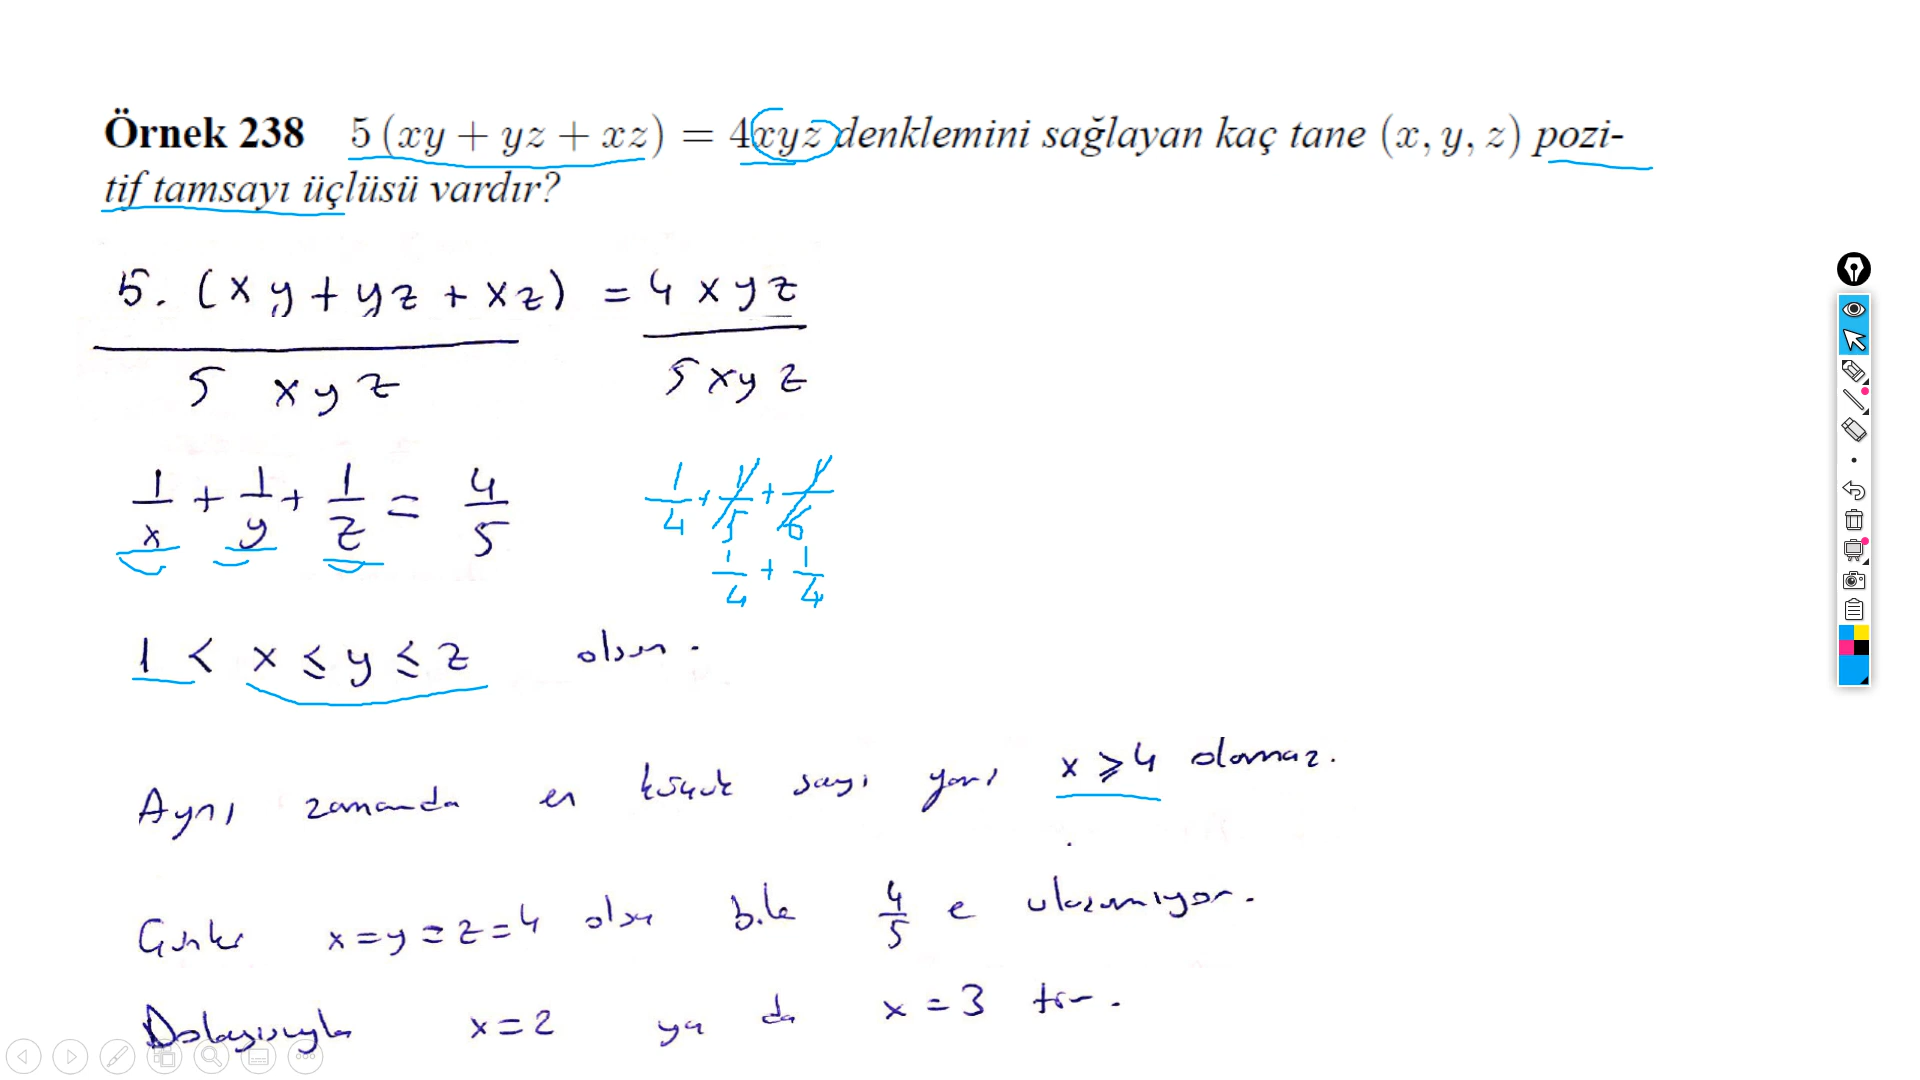 Örnek 238 5 (xy + yz + xz) = 4xyz denklemini sağlayan kaç tane (x, y, z) pozi-
tif tamsayı üçlüsü vardır?
5. (xy + yz + xz) = 4xyz
5 xyz 5xyz
1/x + 1/y + 1/z = 4/5 1/4 + 1/5 + 1/6
1/4 + 1/4
1 < x ≤ y ≤ z olsun.
Aynı zamanda en küçük sayı yani x ⩾ 4 olamaz.
Çünkü x = y = z = 4 olsa bile 4/5 e ulaşamıyor.
Dolayısıyla x = 2 ya da x = 3 tür.